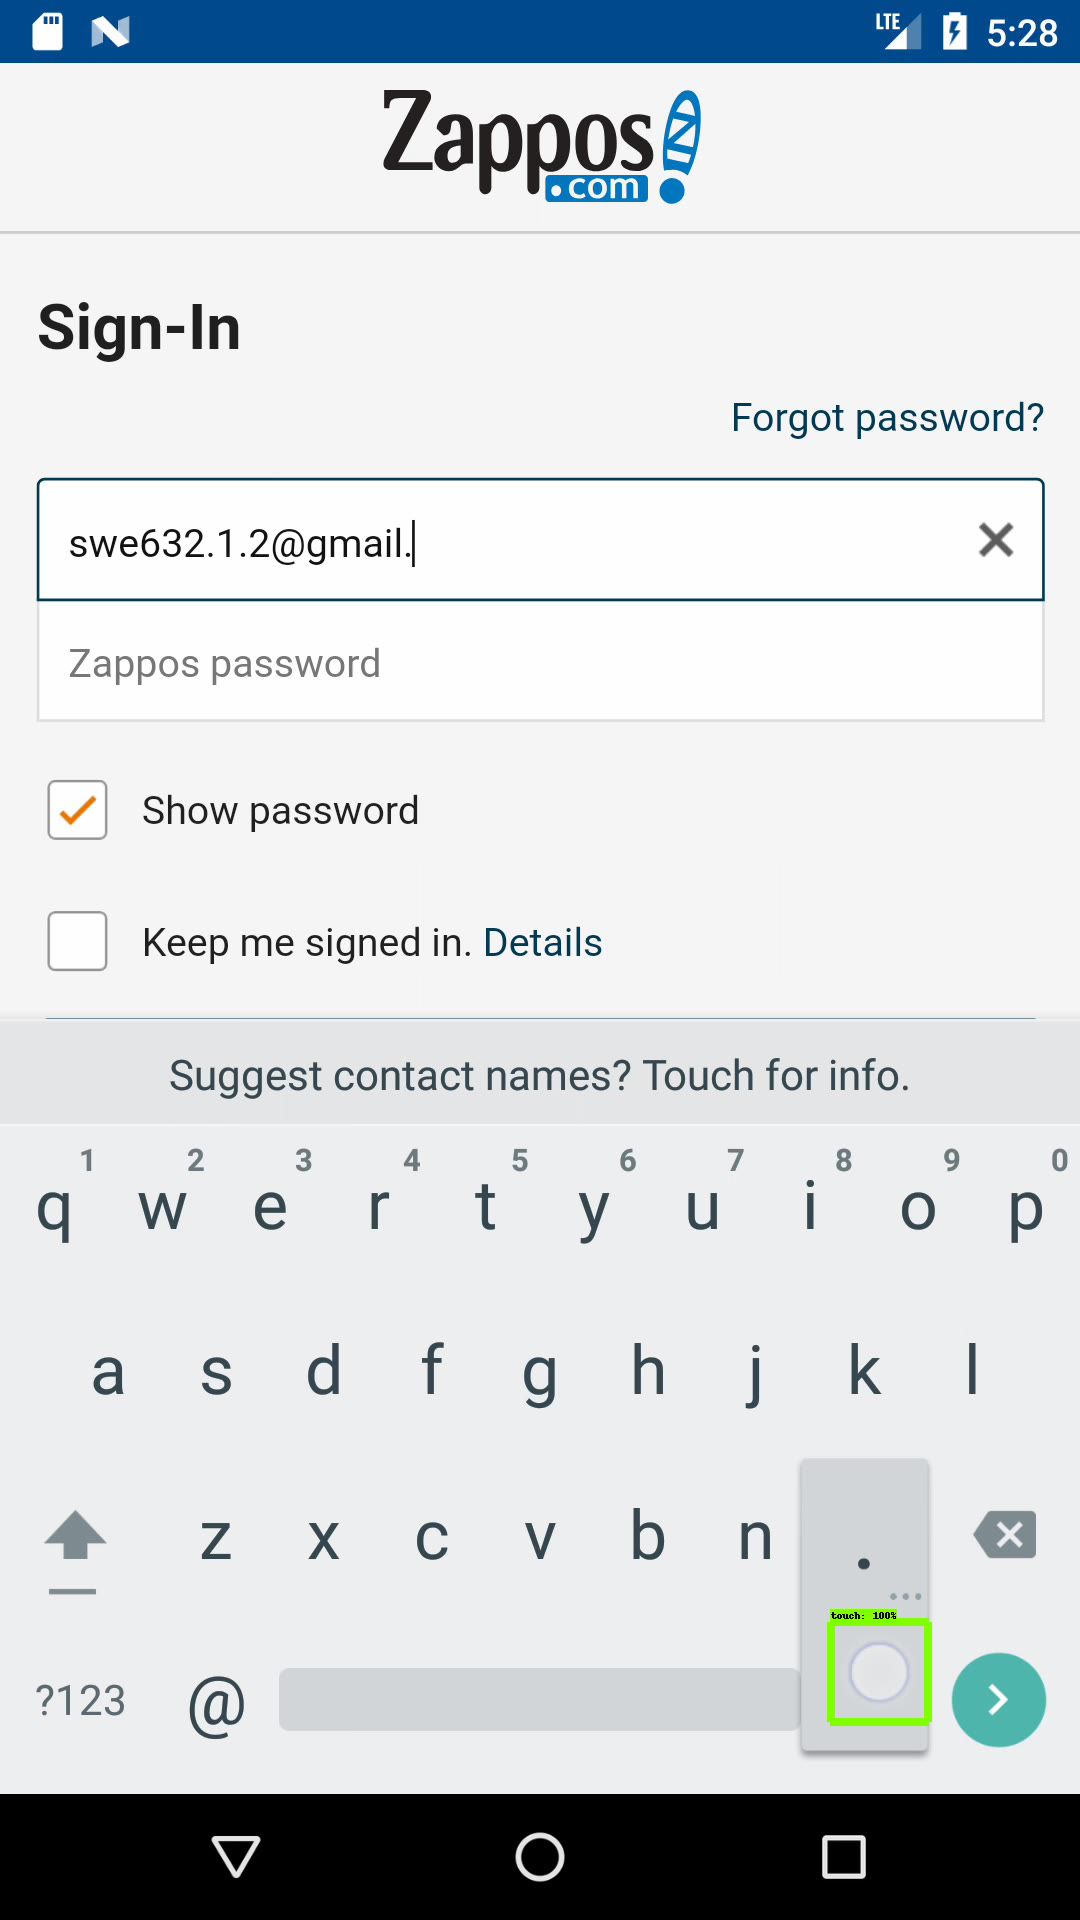 LTE 5:28
Zappos
.com
Sign-In
Forgot password?
swe632.1.2@gmail.
Zappos password
Show password
Keep me signed in. Details
Suggest contact names? Touch for info.
1 2 3 4 5 6 7 8 9 0
q w e r t y u i o p
a s d f g h j k l
z x c v b n .
touch: 100%
?123 @